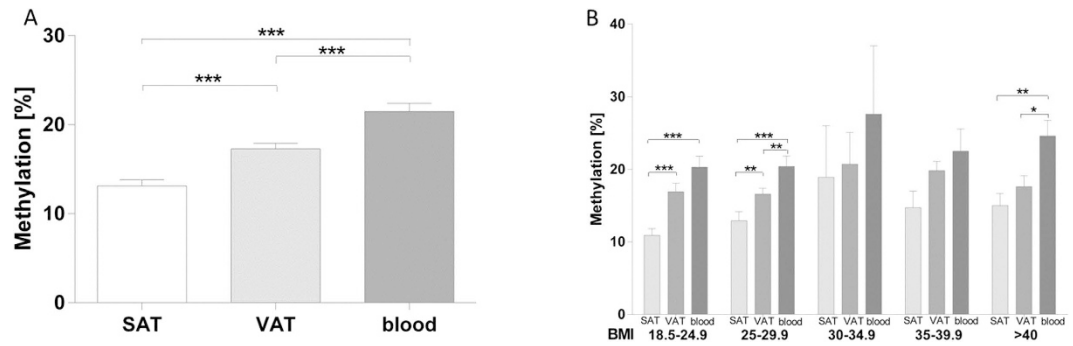 A
Methylation [%]
30
20
10
0
***
***
***
SAT VAT blood
B
Methylation [%]
40
30
20
10
0
***
***
***
**
**
**
*
SAT VAT blood SAT VAT blood SAT VAT blood SAT VAT blood SAT VAT blood
BMI 18.5-24.9 25-29.9 30-34.9 35-39.9 >40